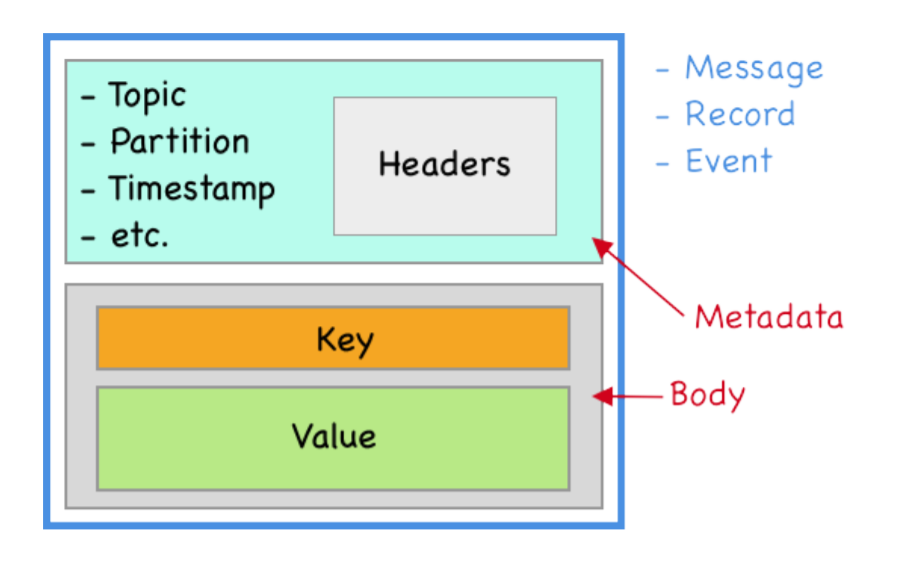 - Topic
- Partition
- Timestamp
- etc.
Headers
Key
Value
- Message
- Record
- Event
Metadata
Body